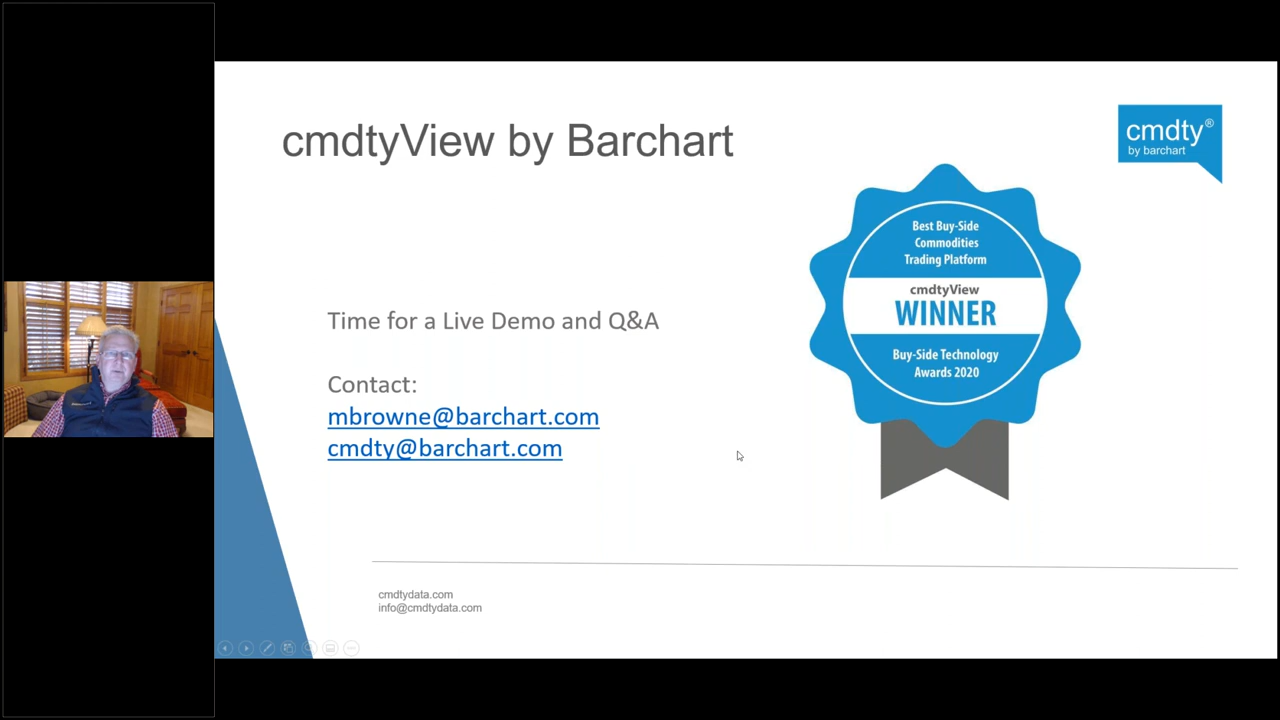 cmdtyView by Barchart
cmdty®
by barchart
Best Buy-Side
Commodities
Trading Platform
cmdtyView
WINNER
Buy-Side Technology
Awards 2020
Time for a Live Demo and Q&A
Contact:
mbrowne@barchart.com
cmdty@barchart.com
cmdtydata.com
info@cmdtydata.com